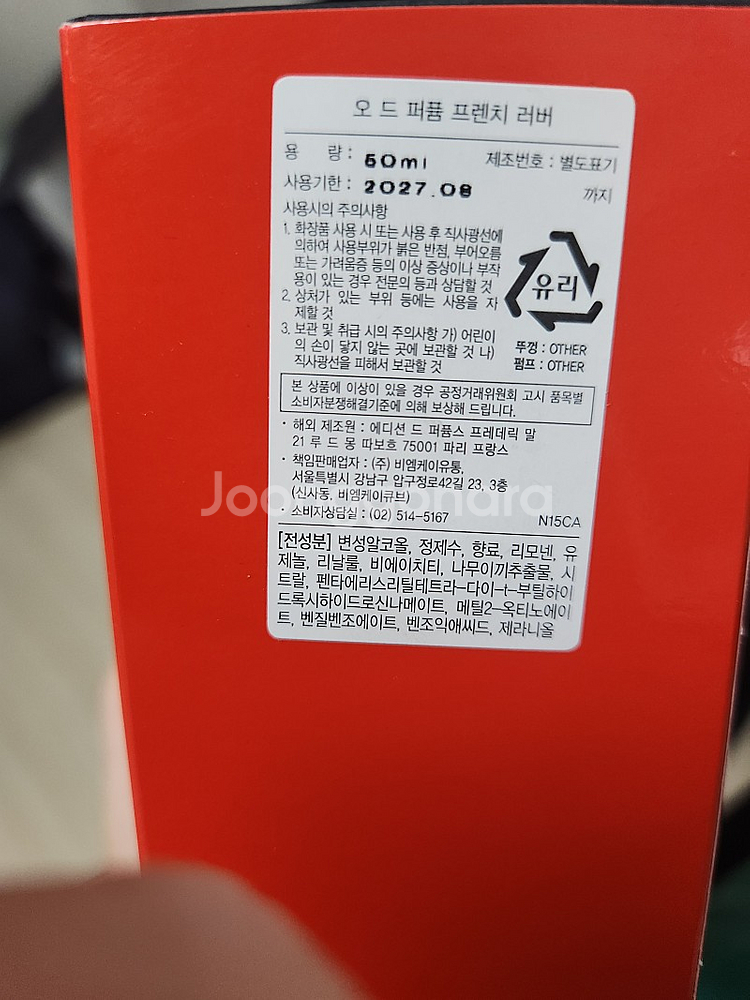 오 드 퍼퓸 프렌치 러버
용 량 : 50ml 제조번호 : 별도표기
사용기한 : 2027.08 까지
사용시의 주의사항
1. 화장품 사용 시 또는 사용 후 직사광선에
의하여 사용부위가 붉은 반점, 부어오름
또는 가려움증 등의 이상 증상이나 부작
용이 있는 경우 전문의 등과 상담할 것
2. 상처가 있는 부위 등에는 사용을 자
제할 것
3. 보관 및 취급 시의 주의사항 가) 어린이
의 손이 닿지 않는 곳에 보관할 것 나)
직사광선을 피해서 보관할 것
유리
뚜껑 : OTHER
펌프 : OTHER
본 상품에 이상이 있을 경우 공정거래위원회 고시 품목별
소비자분쟁해결기준에 의해 보상해 드립니다.
· 해외 제조원 : 에디션 드 퍼퓸스 프레데릭 말
21 루 드 몽 따보흐 75001 파리 프랑스
· 책임판매업자 : (주) 비엠케이유통,
서울특별시 강남구 압구정로42길 23, 3층
(신사동, 비엠케이큐브)
· 소비자상담실 : (02) 514-5167 N15CA
Joonggonara
[전성분] 변성알코올, 정제수, 향료, 리모넨, 유
제놀, 리날룰, 비에이치티, 나무이끼추출물, 시
트랄, 펜타에리스리틸테트라-다이-t-부틸하이
드록시하이드로신나메이트, 메틸2-옥티노에이
트, 벤질벤조에이트, 벤조익애씨드, 제라니올